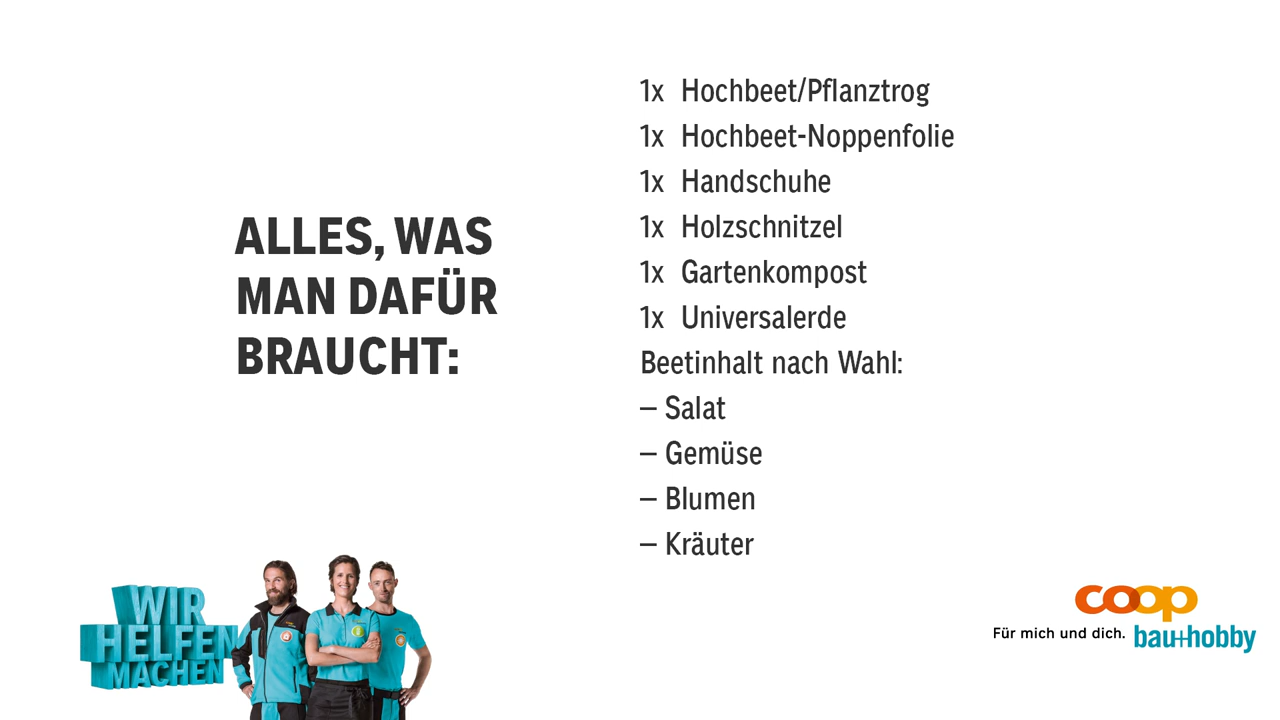 ALLES, WAS
MAN DAFÜR
BRAUCHT:
1x Hochbeet/Pflanztrog
1x Hochbeet-Noppenfolie
1x Handschuhe
1x Holzschnitzel
1x Gartenkompost
1x Universalerde
Beetinhalt nach Wahl:
– Salat
– Gemüse
– Blumen
– Kräuter
WIR
HELFEN
MACHEN
coop
Für mich und dich. bau+hobby